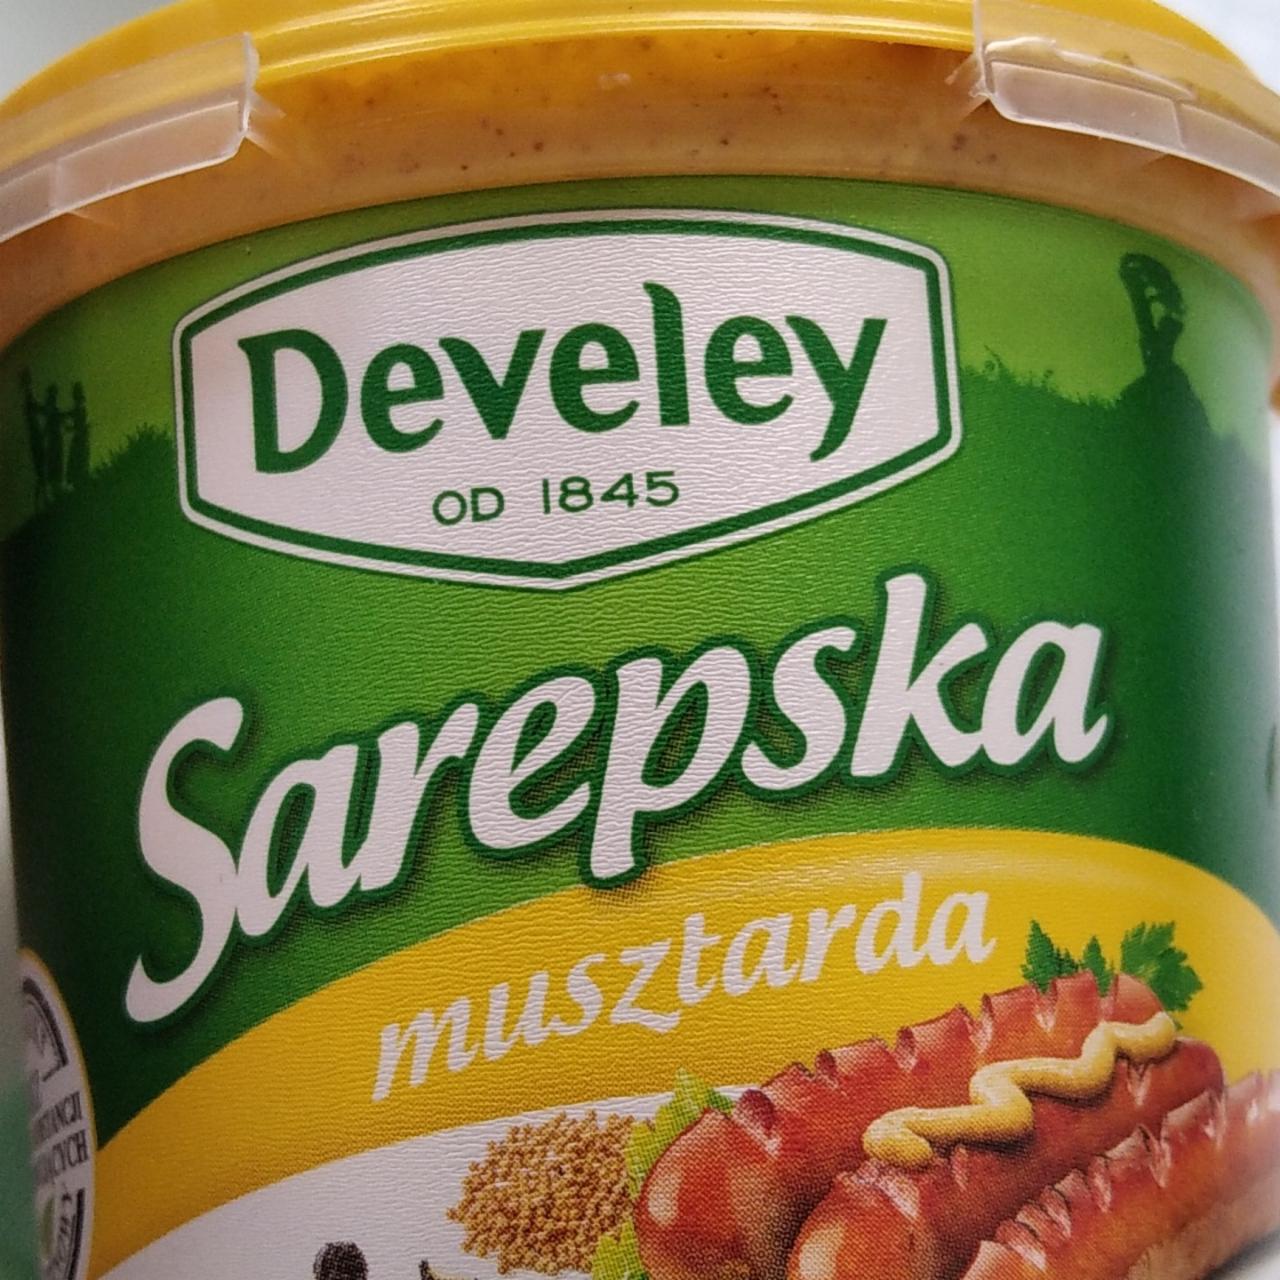 Develey
OD 1845
Sarepska
musztarda